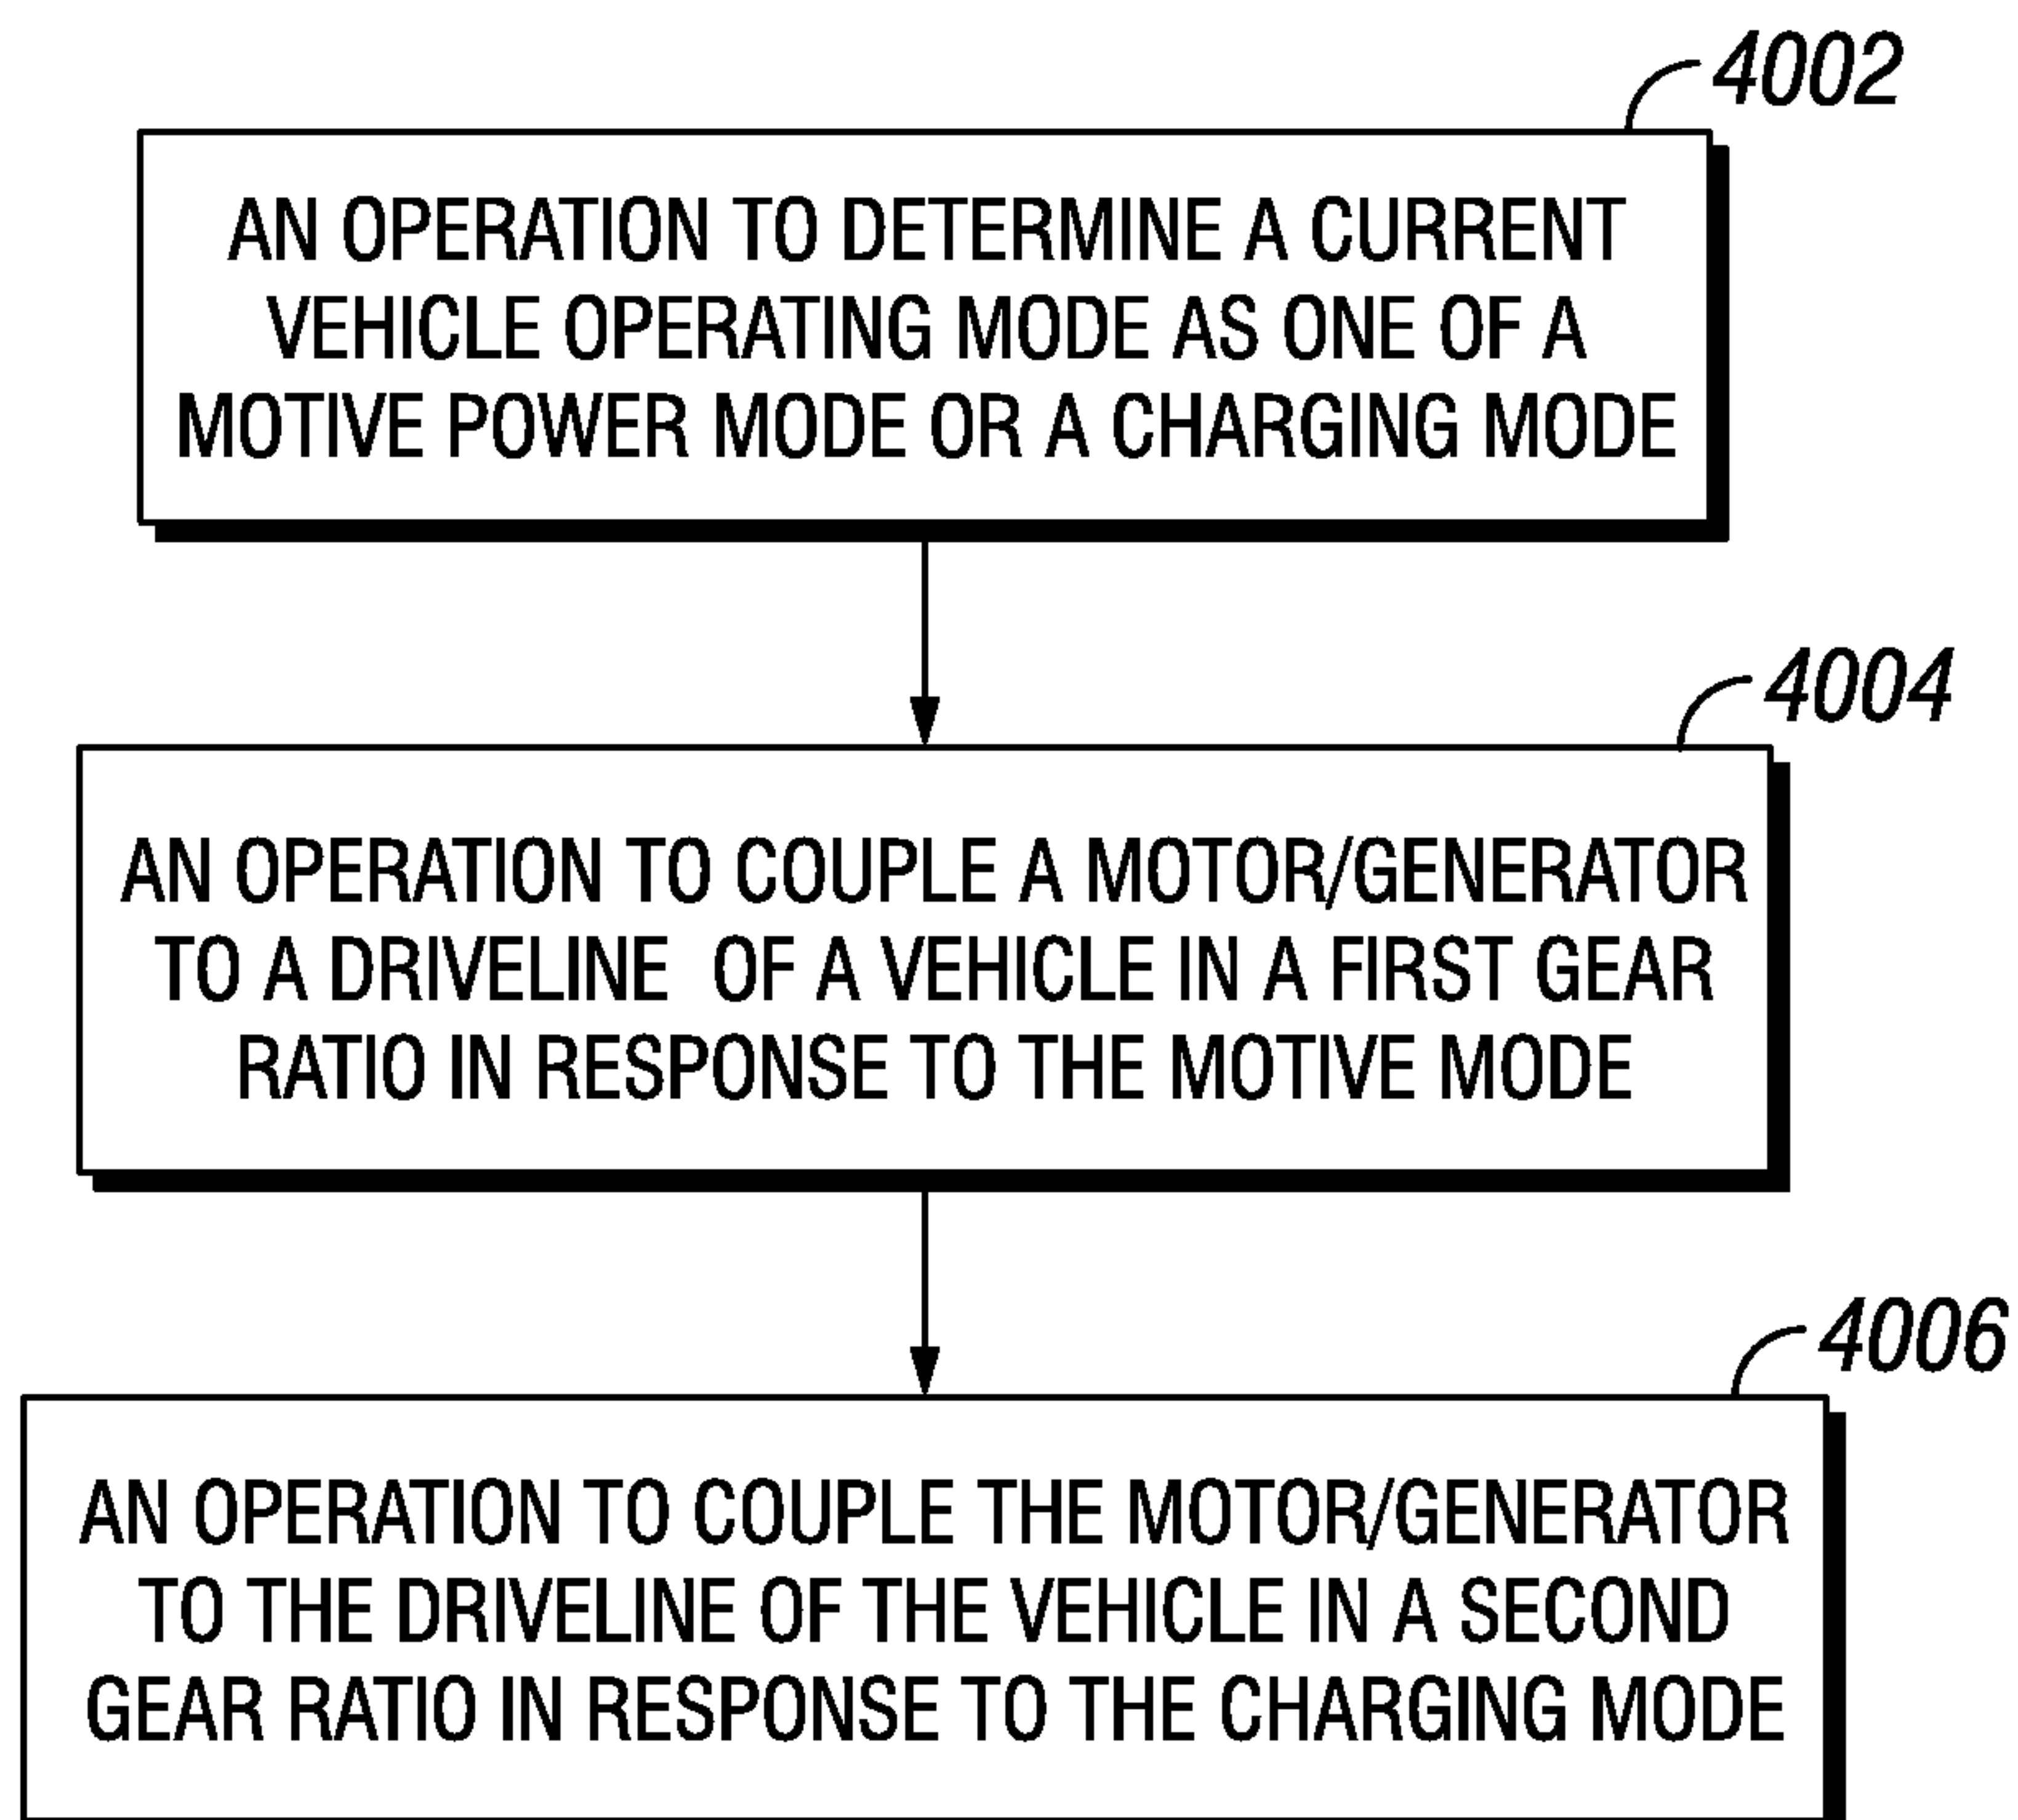 4002
AN OPERATION TO DETERMINE A CURRENT
VEHICLE OPERATING MODE AS ONE OF A
MOTIVE POWER MODE OR A CHARGING MODE
4004
AN OPERATION TO COUPLE A MOTOR/GENERATOR
TO A DRIVELINE OF A VEHICLE IN A FIRST GEAR
RATIO IN RESPONSE TO THE MOTIVE MODE
4006
AN OPERATION TO COUPLE THE MOTOR/GENERATOR
TO THE DRIVELINE OF THE VEHICLE IN A SECOND
GEAR RATIO IN RESPONSE TO THE CHARGING MODE